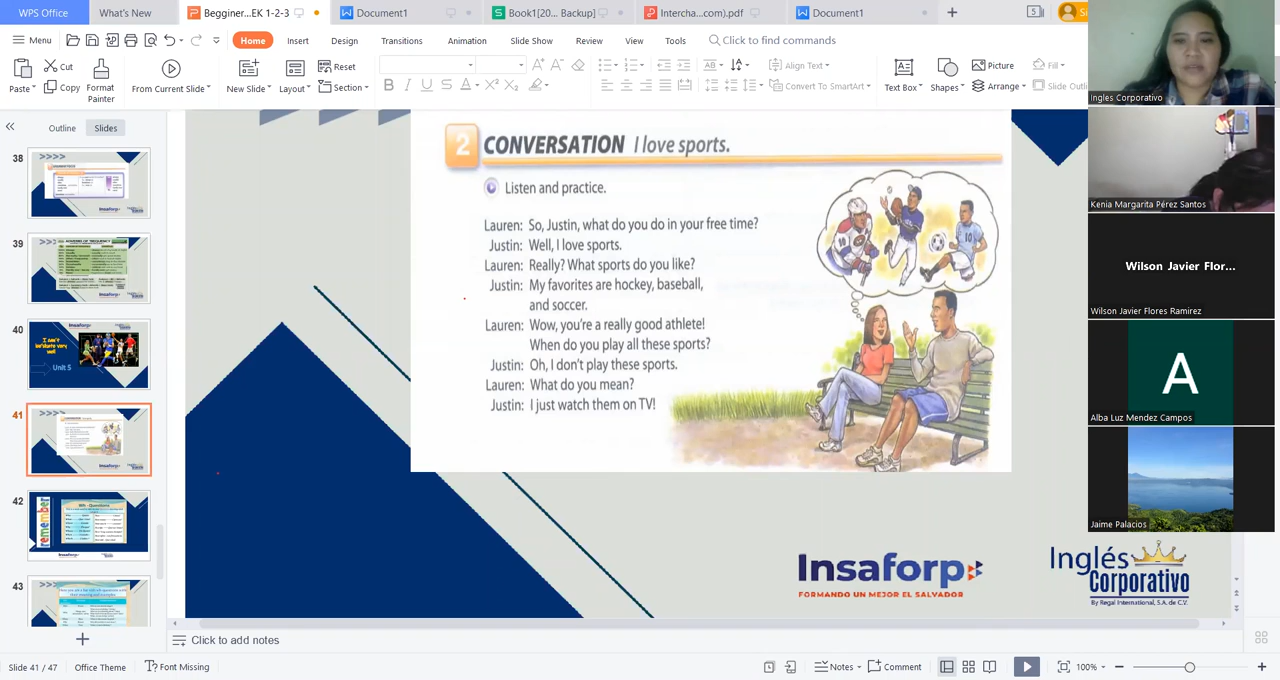 WPS Office
What's New
Begginer...EK 1-2-3
Document1
Book1[20... Backup]
Intercha...com).pdf
Document1
Menu
Home
Insert
Design
Transitions
Animation
Slide Show
Review
View
Tools
Click to find commands
Paste
Cut
Copy
Format
Painter
From Current Slide
New Slide
Layout
Reset
Section
Align Text
Convert To SmartArt
Text Box
Shapes
Picture
Arrange
Fill
Slide Outli
Outline
Slides
38
39
40
Unit 5
41
42
43
2 CONVERSATION I love sports.
Listen and practice.
Lauren: So, Justin, what do you do in your free time?
Justin: Well, I love sports.
Lauren: Really? What sports do you like?
Justin: My favorites are hockey, baseball,
and soccer.
Lauren: Wow, you're a really good athlete!
When do you play all these sports?
Justin: Oh, I don't play these sports.
Lauren: What do you mean?
Justin: I just watch them on TV!
10
10
Insaforp
FORMANDO UN MEJOR EL SALVADOR
Inglés
Corporativo
By Regal International, S.A. de C.V.
Ingles Corporativo
Kenia Margarita Pérez Santos
Wilson Javier Flor...
Wilson Javier Flores Ramirez
A
Alba Luz Mendez Campos
Jaime Palacios
Click to add notes
Slide 41 / 47
Office Theme
Font Missing
Notes
Comment
100%